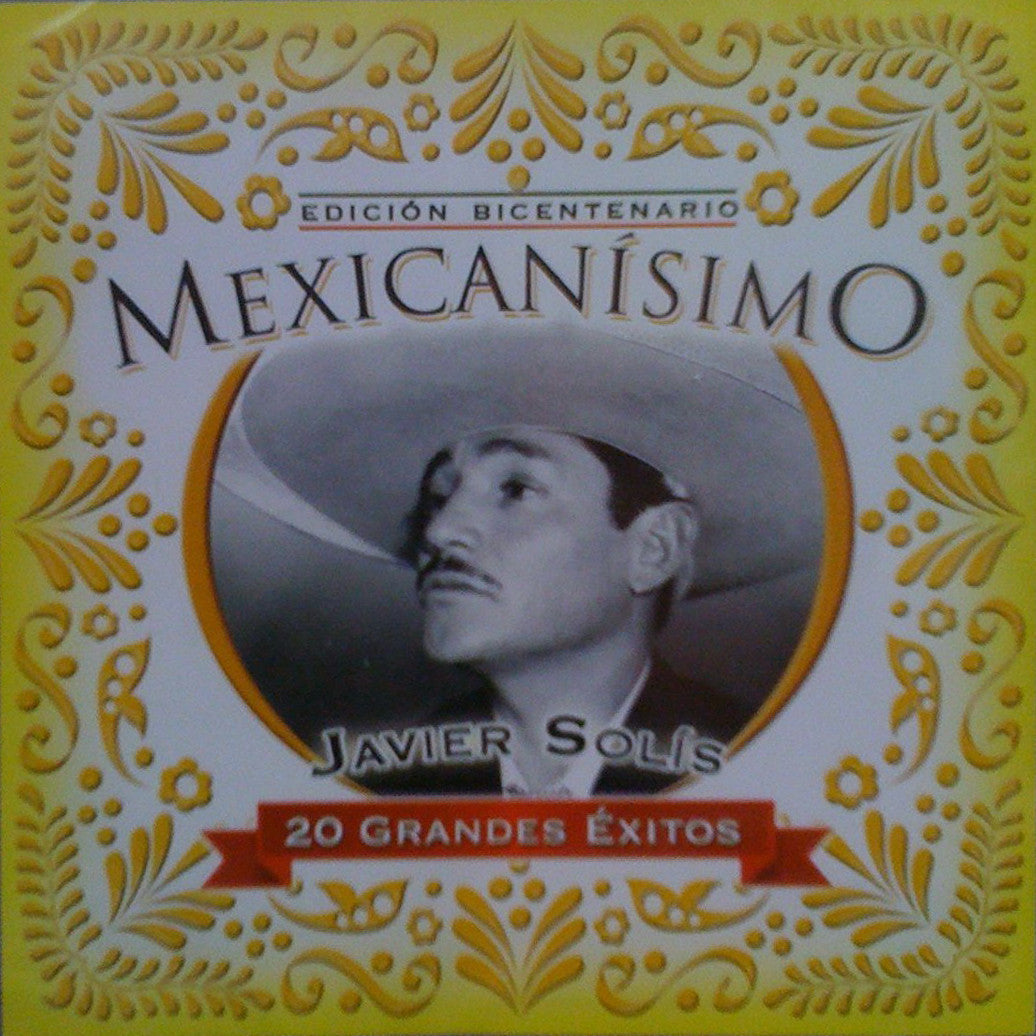 EDICIÓN BICENTENARIO
MEXICANÍSIMO
JAVIER SOLÍS
20 GRANDES ÉXITOS